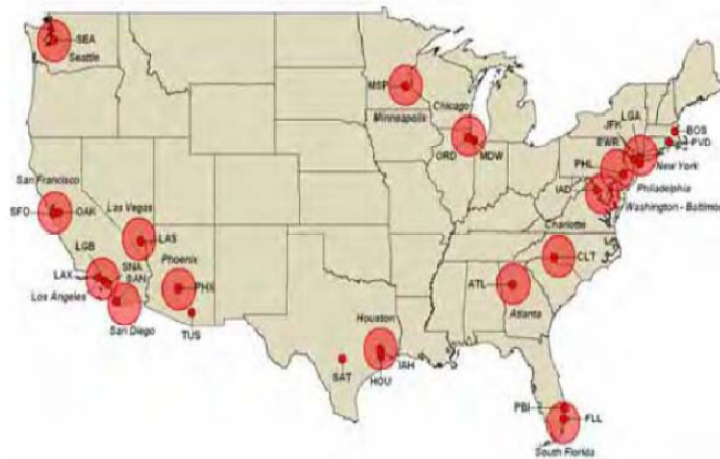 SEA
Seattle
MSP
Minneapolis
Chicago
ORD
MDW
LGA
JFK
EWR
BOS
PVD
New York
PHL
Philadelphia
IAD
Washington - Baltimore
San Francisco
SFO
OAK
Las Vegas
LAS
LGB
LAX
SNA
SAN
Los Angeles
San Diego
Phoenix
PHX
TUS
Charlotte
CLT
ATL
Atlanta
Houston
IAH
HOU
SAT
PBI
FLL
South Florida